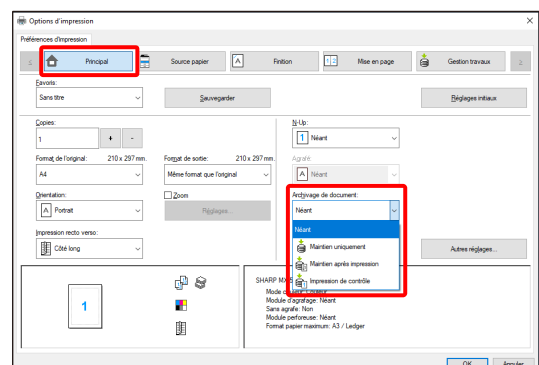 Options d'impression
Préférences d'impression
Principal
Source papier
Finition
Mise en page
Gestion travaux
Favoris:
Sans titre
Sauvegarder
Réglages initiaux
Copies:
1
+ -
N-Up:
1 Néant
Format de l'original: 210 x 297 mm.
A4
Format de sortie: 210 x 297 mm.
Même format que l'original
Agrafe:
Néant
Orientation:
A Portrait
Zoom
Réglages...
Archivage de document:
Néant
Néant
Maintien uniquement
Maintien après impression
Impression de contrôle
Impression recto verso:
Côté long
Autres réglages...
1
SHARP MX
Module d'agrafage: Néant
Sans agrafe: Non
Module perforeuse: Néant
Format papier maximum: A3 / Ledger
OK Annuler